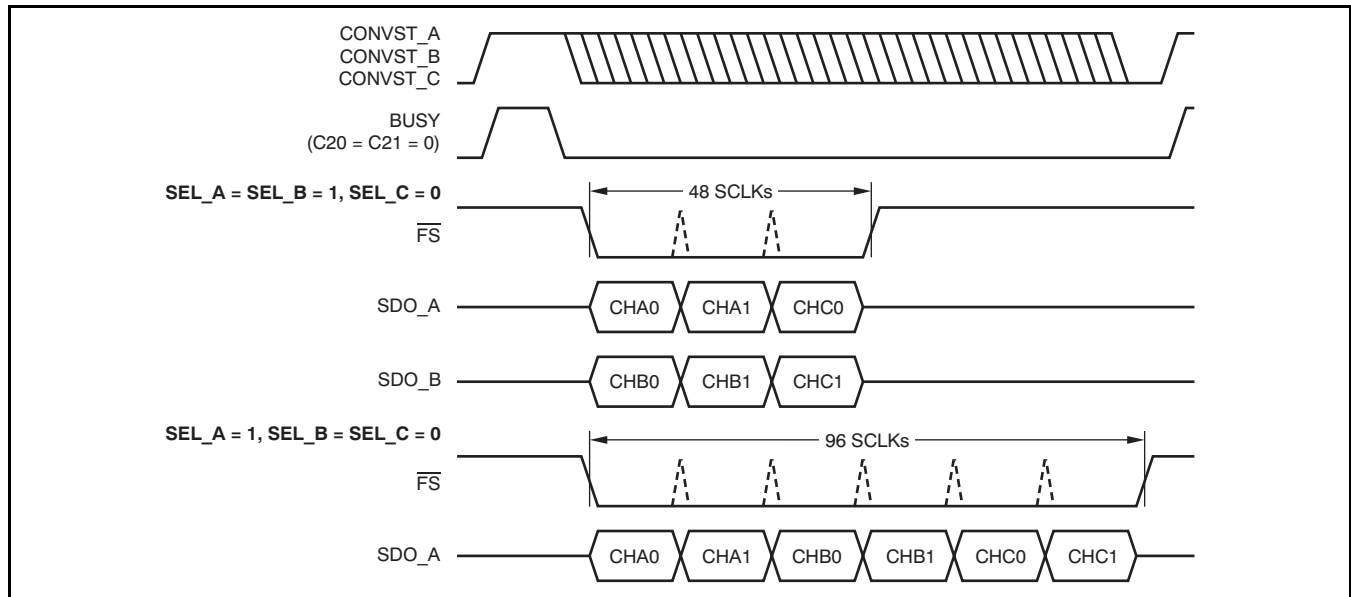 CONVST_A
CONVST_B
CONVST_C
BUSY
(C20 = C21 = 0)
SEL_A = SEL_B = 1, SEL_C = 0
48 SCLKs
FS
SDO_A
CHA0 CHA1 CHC0
SDO_B
CHB0 CHB1 CHC1
SEL_A = 1, SEL_B = SEL_C = 0
96 SCLKs
FS
SDO_A
CHA0 CHA1 CHB0 CHB1 CHC0 CHC1